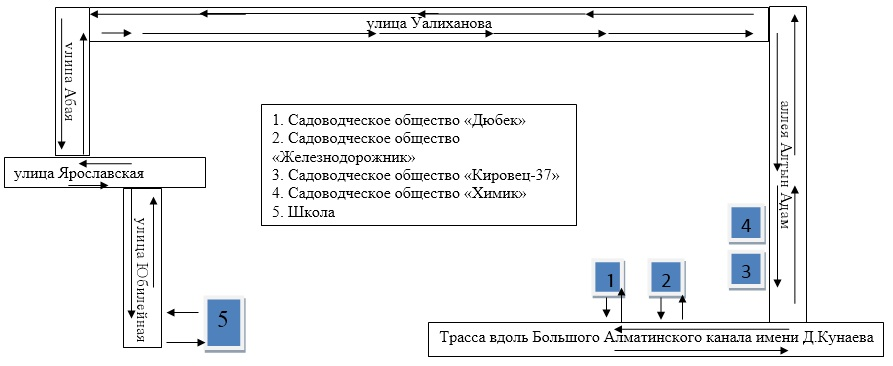 улица Уалиханова
улица Абая
аллея Алтын Адам
1. Садоводческое общество «Дюбек»
2. Садоводческое общество
«Железнодорожник»
3. Садоводческое общество «Кировец-37»
4. Садоводческое общество «Химик»
5. Школа
улица Ярославская
улица Юбилейная
4
3
1
2
5
Трасса вдоль Большого Алматинского канала имени Д.Кунаева